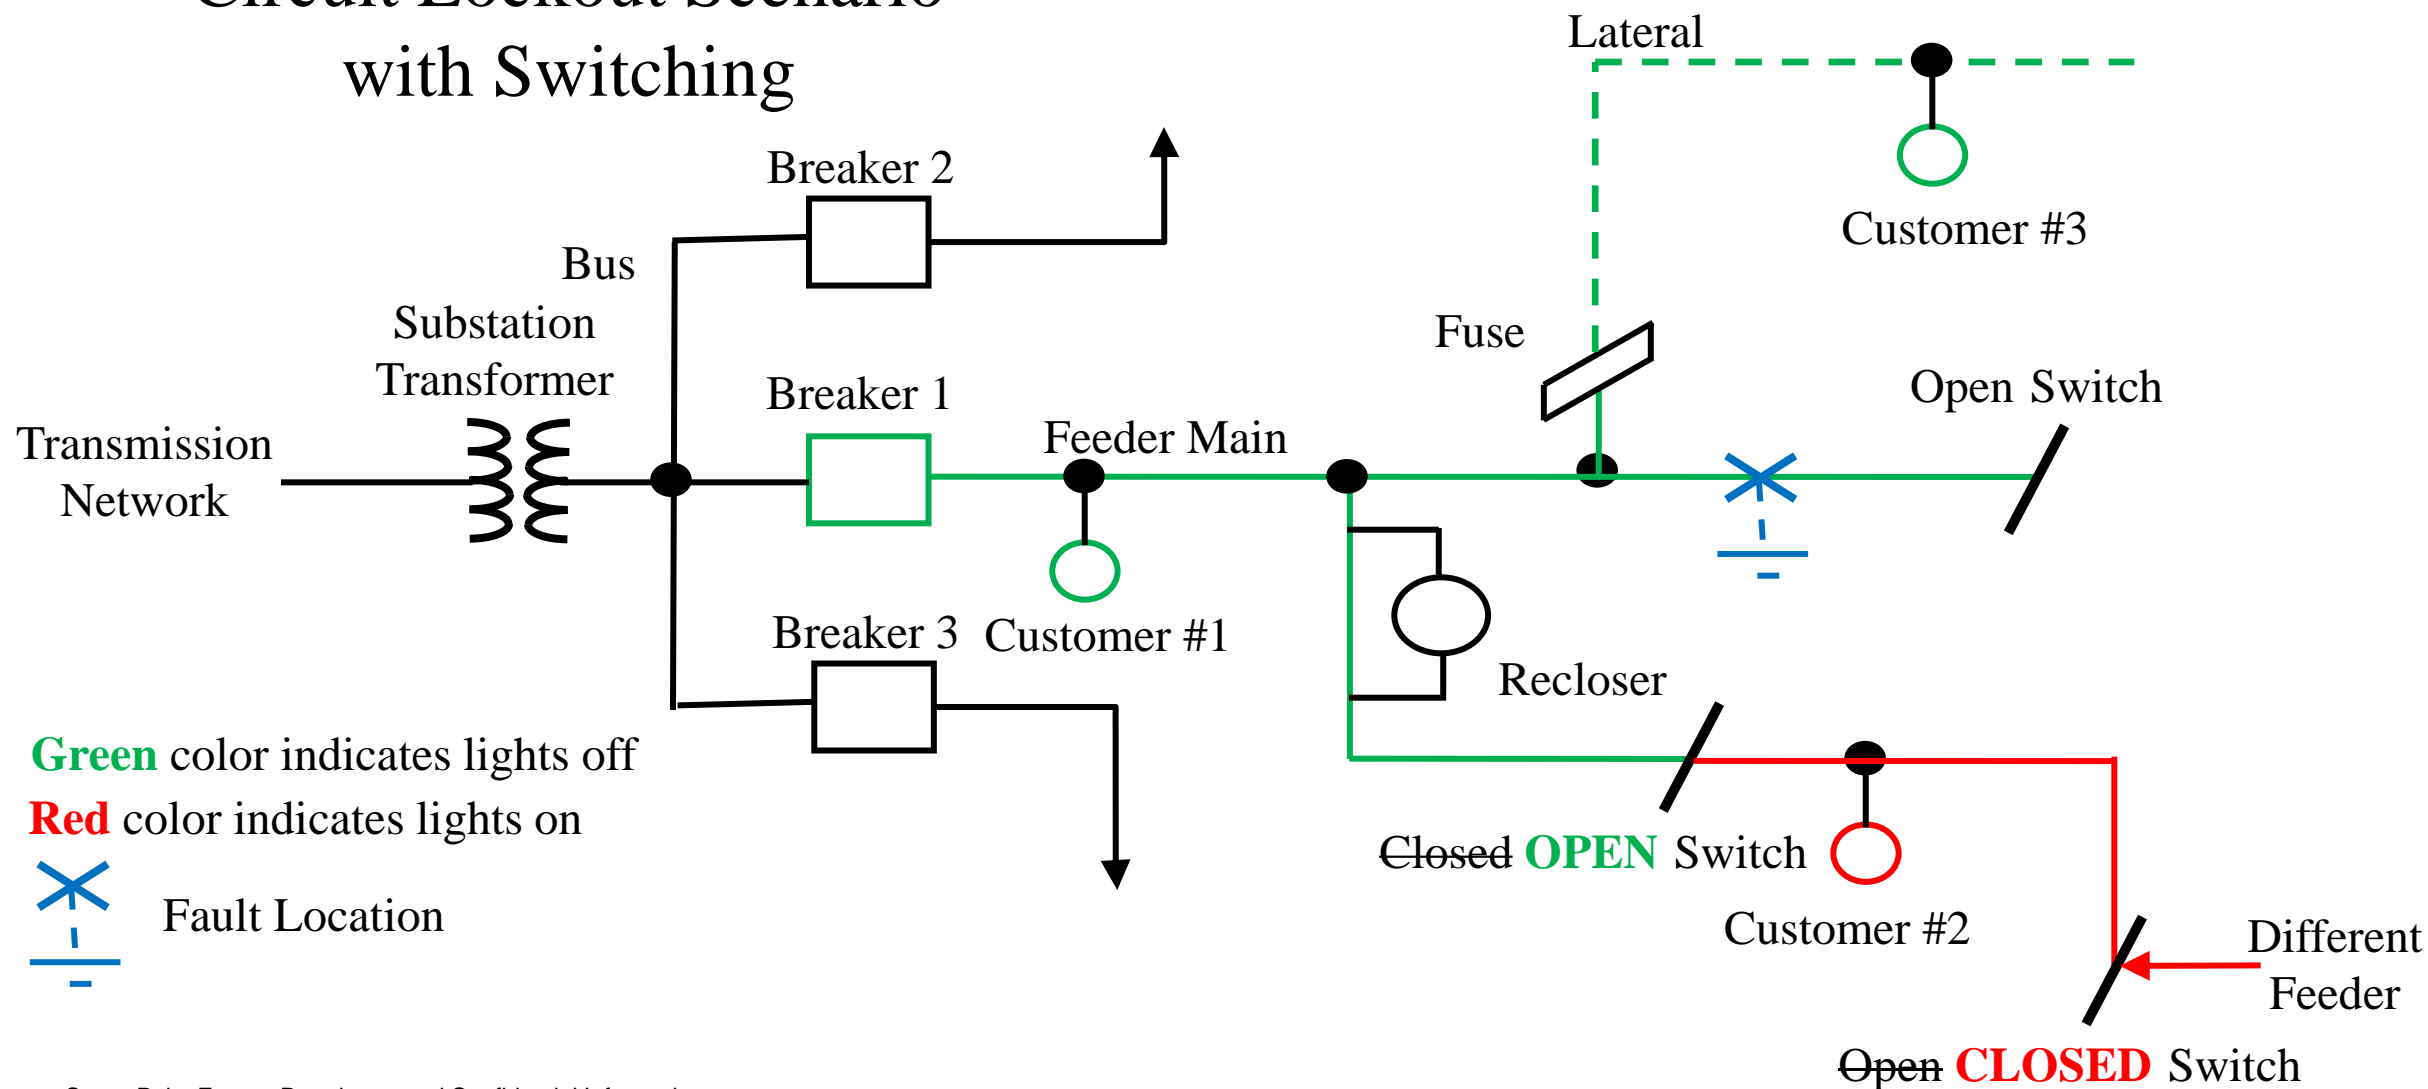 with Switching
Lateral
Breaker 2
Customer #3
Bus
Substation
Transformer
Fuse
Open Switch
Breaker 1
Feeder Main
Transmission
Network
Breaker 3
Customer #1
Recloser
Green color indicates lights off
Red color indicates lights on
Closed OPEN Switch
Fault Location
Customer #2
Different
Feeder
Open CLOSED Switch